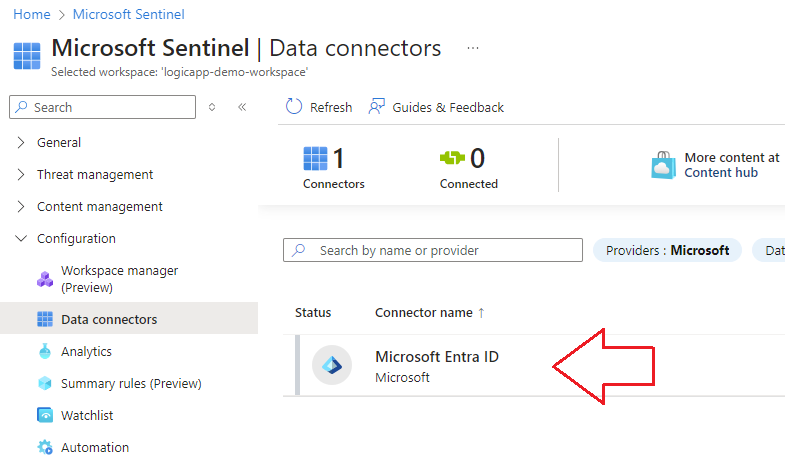 Home > Microsoft Sentinel
Microsoft Sentinel | Data connectors ...
Selected workspace: 'logicapp-demo-workspace'
Search
Refresh
Guides & Feedback
General
Threat management
Content management
Configuration
Workspace manager
(Preview)
Data connectors
Analytics
Summary rules (Preview)
Watchlist
Automation
1
Connectors
0
Connected
More content at
Content hub
Search by name or provider
Providers : Microsoft
Dat
Status
Connector name ↑
Microsoft Entra ID
Microsoft